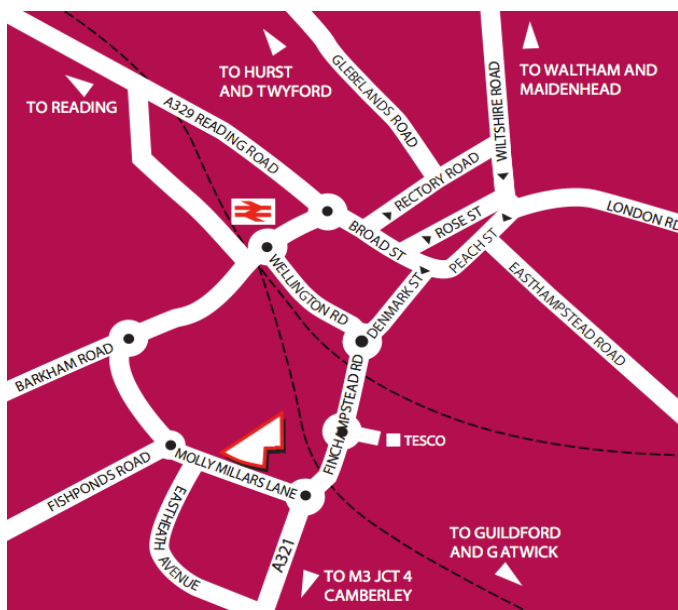 TO HURST
AND TWYFORD
TO WALTHAM AND
MAIDENHEAD
TO READING
A329 READING ROAD
GLEBELANDS ROAD
WILTSHIRE ROAD
RECTORY ROAD
ROSE ST
LONDON RD
BROAD ST
PEACH ST
WELLINGTON RD
DENMARK ST
EASTHAMPSTEAD ROAD
BARKHAM ROAD
FINCHAMPSTEAD RD
TESCO
MOLLY MILLARS LANE
FISHPONDS ROAD
EASTHEATH AVENUE
A321
TO GUILDFORD
AND GATWICK
TO M3 JCT 4
CAMBERLEY